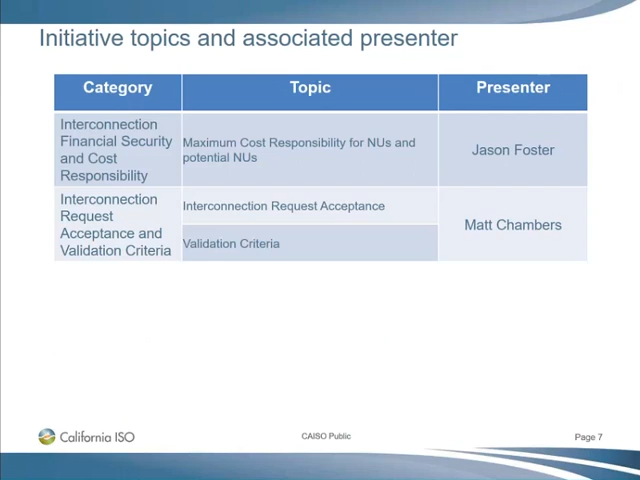 Initiative topics and associated presenter
Category
Topic
Presenter
Interconnection
Financial Security
and Cost
Responsibility
Maximum Cost Responsibility for NUs and
potential NUs
Jason Foster
Interconnection
Request
Acceptance and
Validation Criteria
Interconnection Request Acceptance
Validation Criteria
Matt Chambers
California ISO
CAISO Public
Page 7